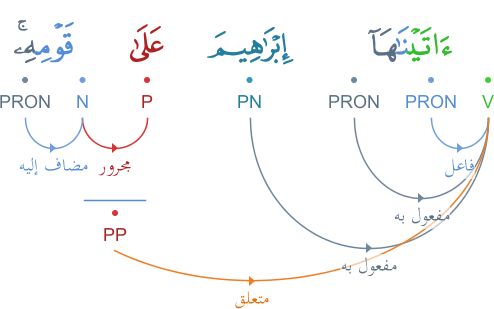 ءَاتَيْنَـٰهَآ إِبْرَٰهِيمَ عَلَىٰ قَوْمِهِۦ ۚ
V PRON PRON PN P N PRON
فاعل مجرور مضاف إليه
مفعول به
PP
مفعول به
متعلق